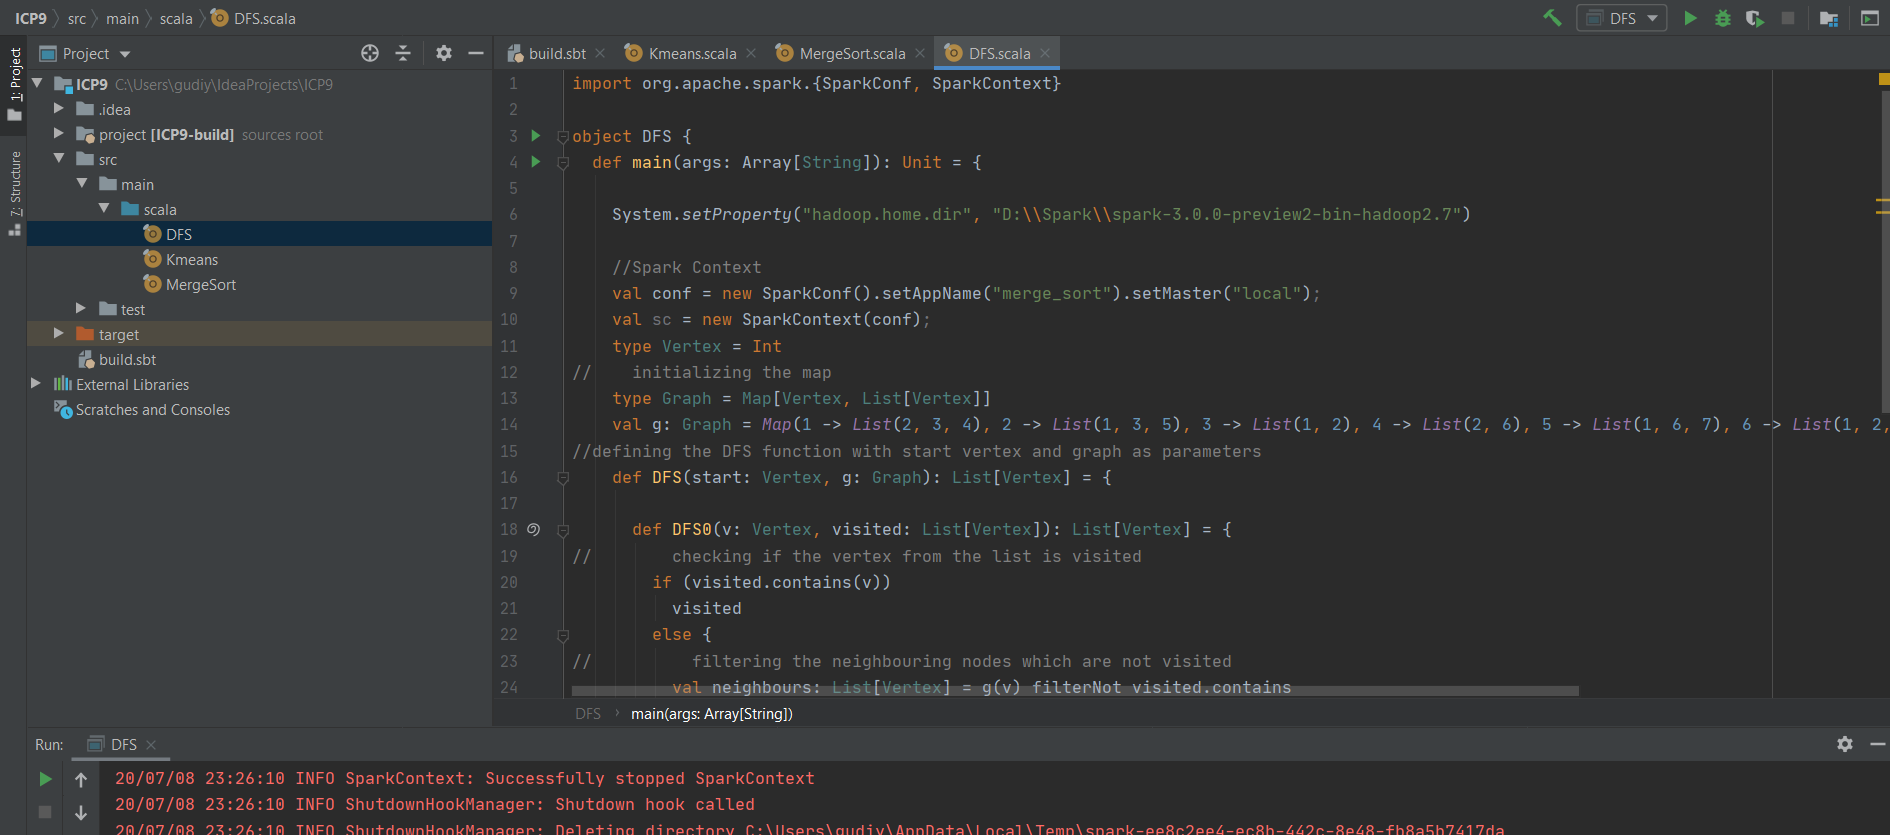 ICP9 src main scala DFS.scala DFS
1: Project
7: Structure
Project
ICP9 C:\Users\gudiy\IdeaProjects\ICP9
.idea
project [ICP9-build] sources root
src
main
scala
DFS
Kmeans
MergeSort
test
target
build.sbt
External Libraries
Scratches and Consoles
build.sbt Kmeans.scala MergeSort.scala DFS.scala
1 import org.apache.spark.{SparkConf, SparkContext}
2
3 object DFS {
4 def main(args: Array[String]): Unit = {
5
6 System.setProperty("hadoop.home.dir", "D:\\Spark\\spark-3.0.0-preview2-bin-hadoop2.7")
7
8 //Spark Context
9 val conf = new SparkConf().setAppName("merge_sort").setMaster("local");
10 val sc = new SparkContext(conf);
11 type Vertex = Int
12 // initializing the map
13 type Graph = Map[Vertex, List[Vertex]]
14 val g: Graph = Map(1 -> List(2, 3, 4), 2 -> List(1, 3, 5), 3 -> List(1, 2), 4 -> List(2, 6), 5 -> List(1, 6, 7), 6 -> List(1, 2,
15 //defining the DFS function with start vertex and graph as parameters
16 def DFS(start: Vertex, g: Graph): List[Vertex] = {
17
18 def DFS0(v: Vertex, visited: List[Vertex]): List[Vertex] = {
19 // checking if the vertex from the list is visited
20 if (visited.contains(v))
21 visited
22 else {
23 // filtering the neighbouring nodes which are not visited
24 val neighbours: List[Vertex] = g(v) filterNot visited.contains
DFS › main(args: Array[String])
Run: DFS
20/07/08 23:26:10 INFO SparkContext: Successfully stopped SparkContext
20/07/08 23:26:10 INFO ShutdownHookManager: Shutdown hook called
20/07/08 23:26:10 INFO ShutdownHookManager: Deleting directory C:\Users\gudiy\AppData\Local\Temp\spark-ee8c2ee4-ec8b-442c-8e48-fb8a5b7417da